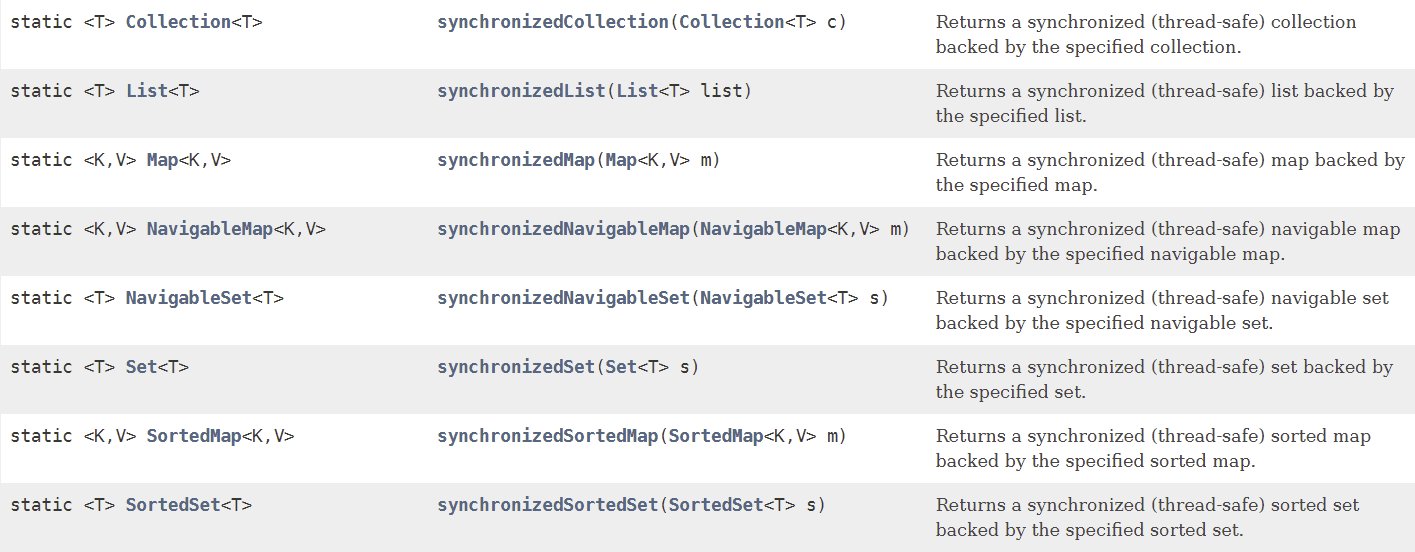 static <T> Collection<T> synchronizedCollection(Collection<T> c) Returns a synchronized (thread-safe) collection
backed by the specified collection.
static <T> List<T> synchronizedList(List<T> list) Returns a synchronized (thread-safe) list backed by
the specified list.
static <K,V> Map<K,V> synchronizedMap(Map<K,V> m) Returns a synchronized (thread-safe) map backed by
the specified map.
static <K,V> NavigableMap<K,V> synchronizedNavigableMap(NavigableMap<K,V> m) Returns a synchronized (thread-safe) navigable map
backed by the specified navigable map.
static <T> NavigableSet<T> synchronizedNavigableSet(NavigableSet<T> s) Returns a synchronized (thread-safe) navigable set
backed by the specified navigable set.
static <T> Set<T> synchronizedSet(Set<T> s) Returns a synchronized (thread-safe) set backed by
the specified set.
static <K,V> SortedMap<K,V> synchronizedSortedMap(SortedMap<K,V> m) Returns a synchronized (thread-safe) sorted map
backed by the specified sorted map.
static <T> SortedSet<T> synchronizedSortedSet(SortedSet<T> s) Returns a synchronized (thread-safe) sorted set
backed by the specified sorted set.